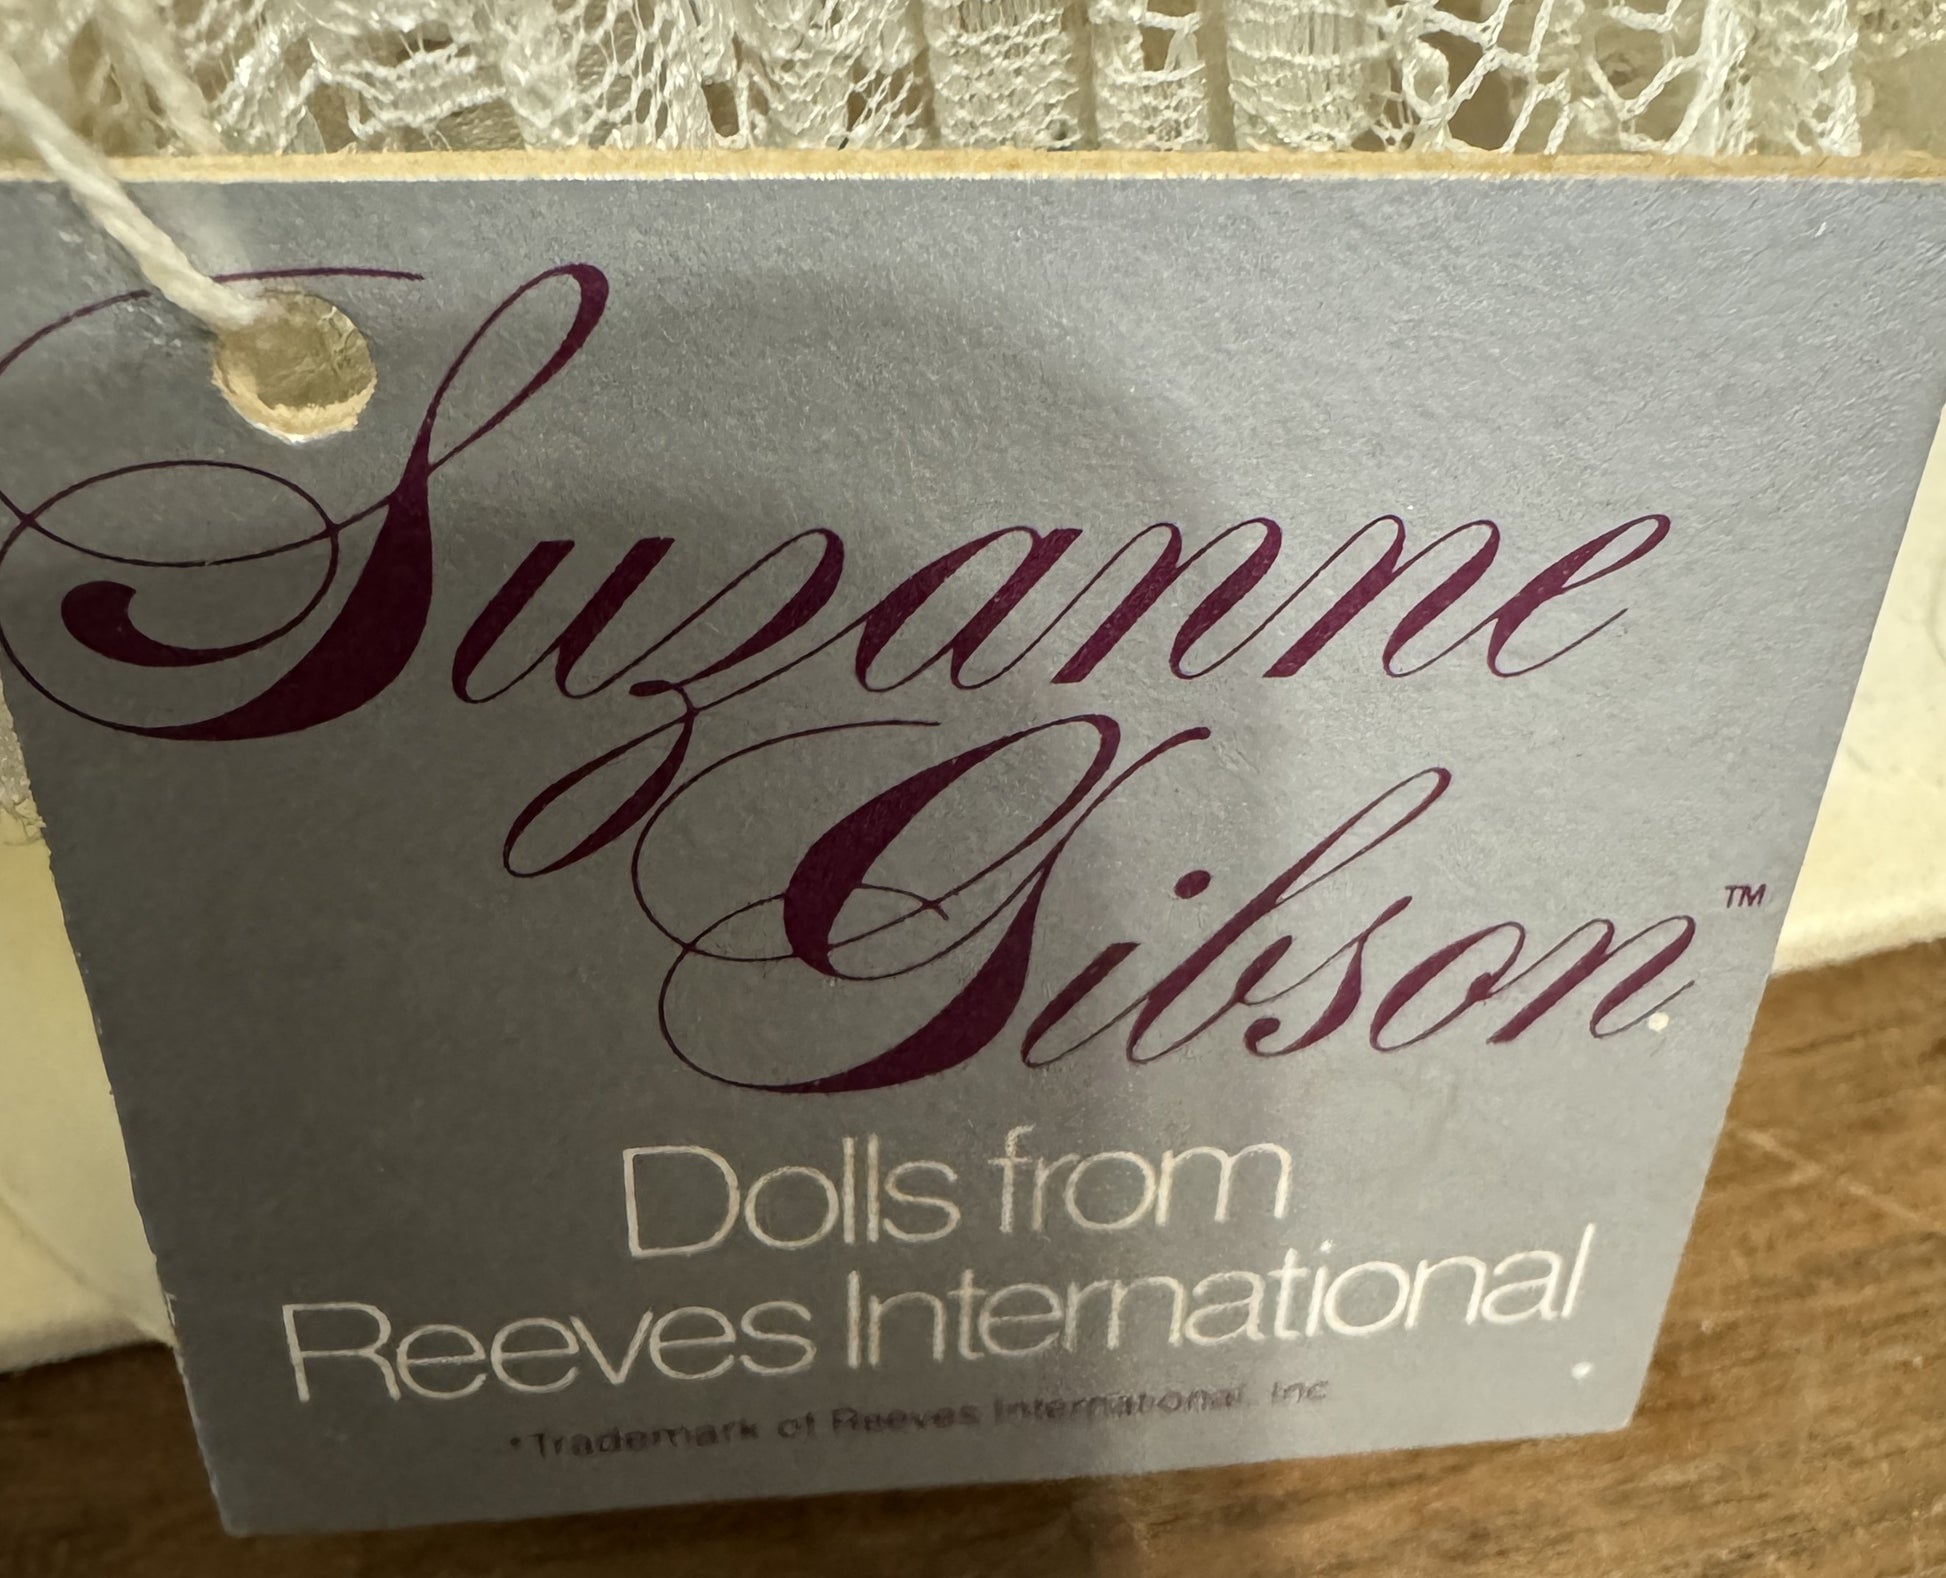 Suzanne
Gibson™
Dolls from
Reeves International
*Trademark of Reeves International, Inc